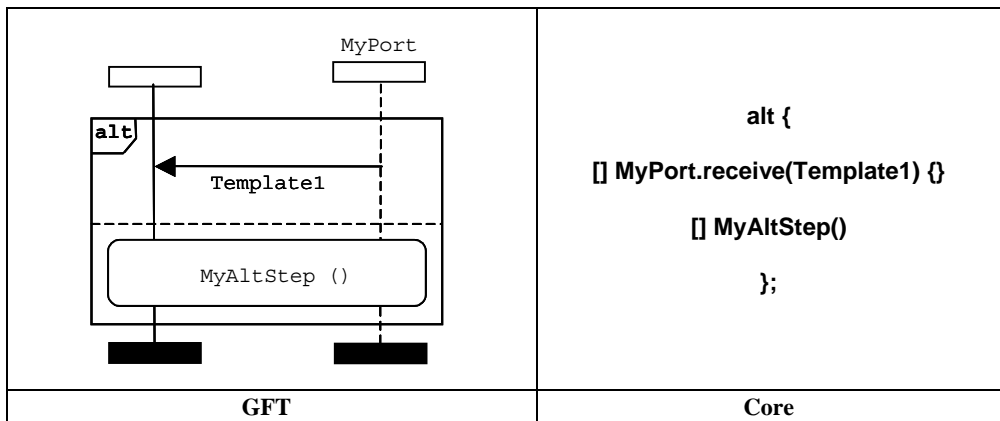 MyPort
alt
Template1
MyAltStep ()
alt {
[] MyPort.receive(Template1) {}
[] MyAltStep()
};
GFT
Core